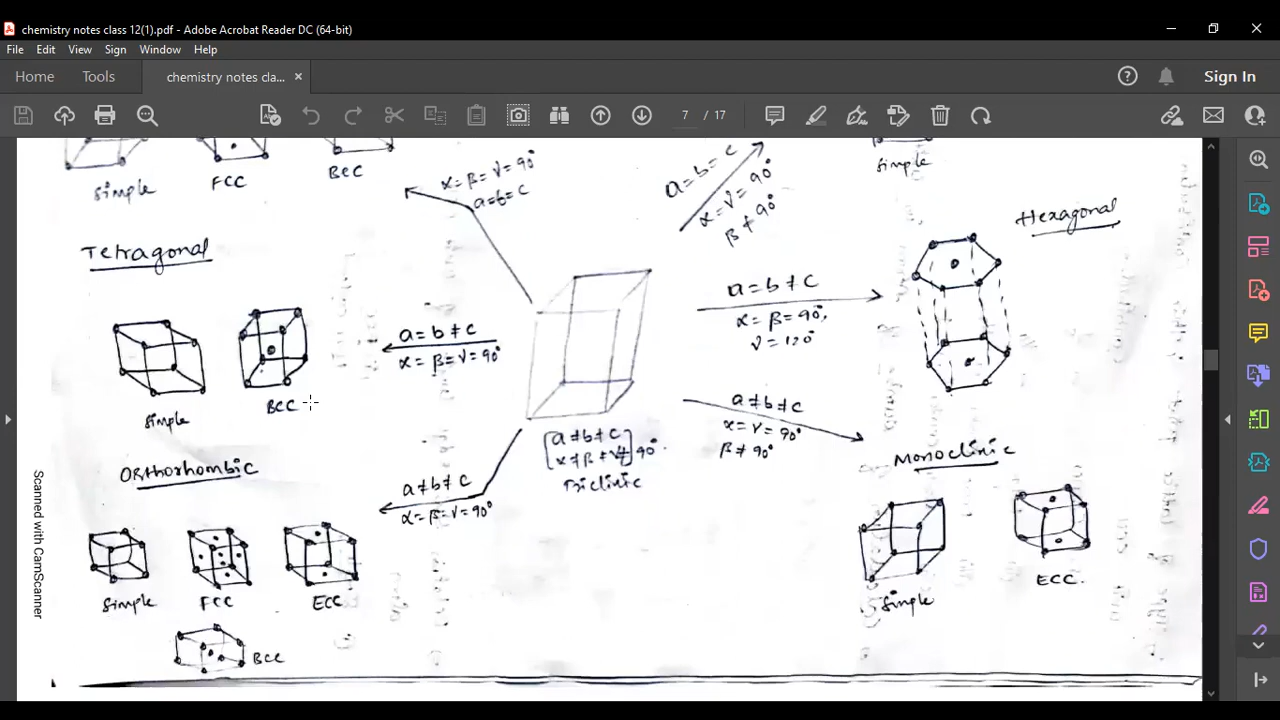 chemistry notes class 12(1).pdf - Adobe Acrobat Reader DC (64-bit)
File Edit View Sign Window Help
Home Tools chemistry notes cla... × Sign In
7 / 17
Simple
FCC
BCC
α = β = γ = 90°
a = b = c
a = b = c
α = γ = 90°
β ≠ 90°
Simple
Tetragonal
Simple
BCC
a = b ≠ c
α = β = γ = 90°
a = b ≠ c
α = β = 90°,
γ = 120°
Hexagonal
[a ≠ b ≠ c
α ≠ β ≠ γ ≠ 90°]
Triclinic
a ≠ b ≠ c
α = γ = 90°
β ≠ 90°
Monoclinic
Simple
ECC.
Orthorhombic
a ≠ b ≠ c
α = β = γ = 90°
Simple
FCC
ECC
BCC
Scanned with CamScanner